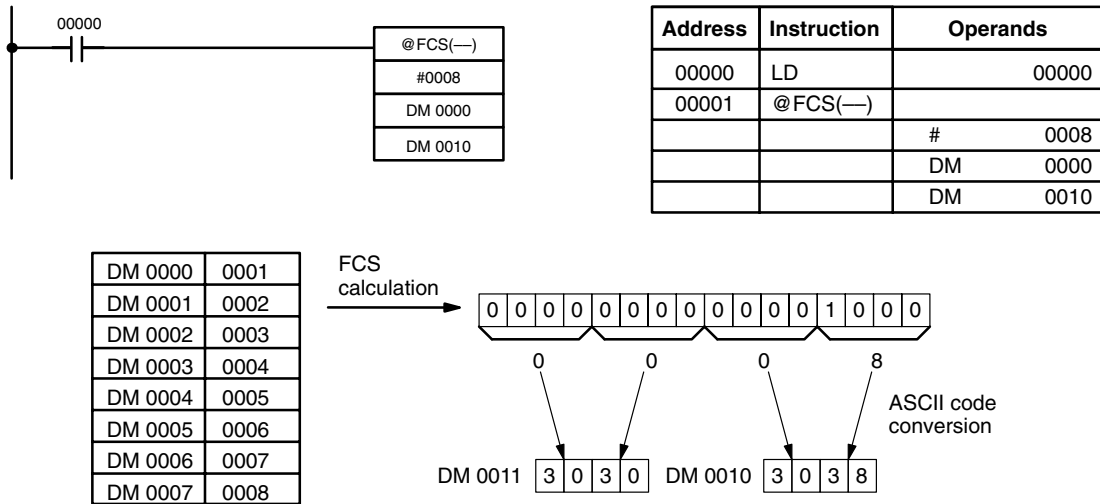 00000
@FCS(––)
#0008
DM 0000
DM 0010
Address Instruction Operands
00000 LD 00000
00001 @FCS(––)
# 0008
DM 0000
DM 0010
DM 0000 0001
DM 0001 0002
DM 0002 0003
DM 0003 0004
DM 0004 0005
DM 0005 0006
DM 0006 0007
DM 0007 0008
FCS
calculation
0 0 0 0 0 0 0 0 0 0 0 0 1 0 0 0
0 0 0 8
ASCII code
conversion
DM 0011 3 0 3 0 DM 0010 3 0 3 8